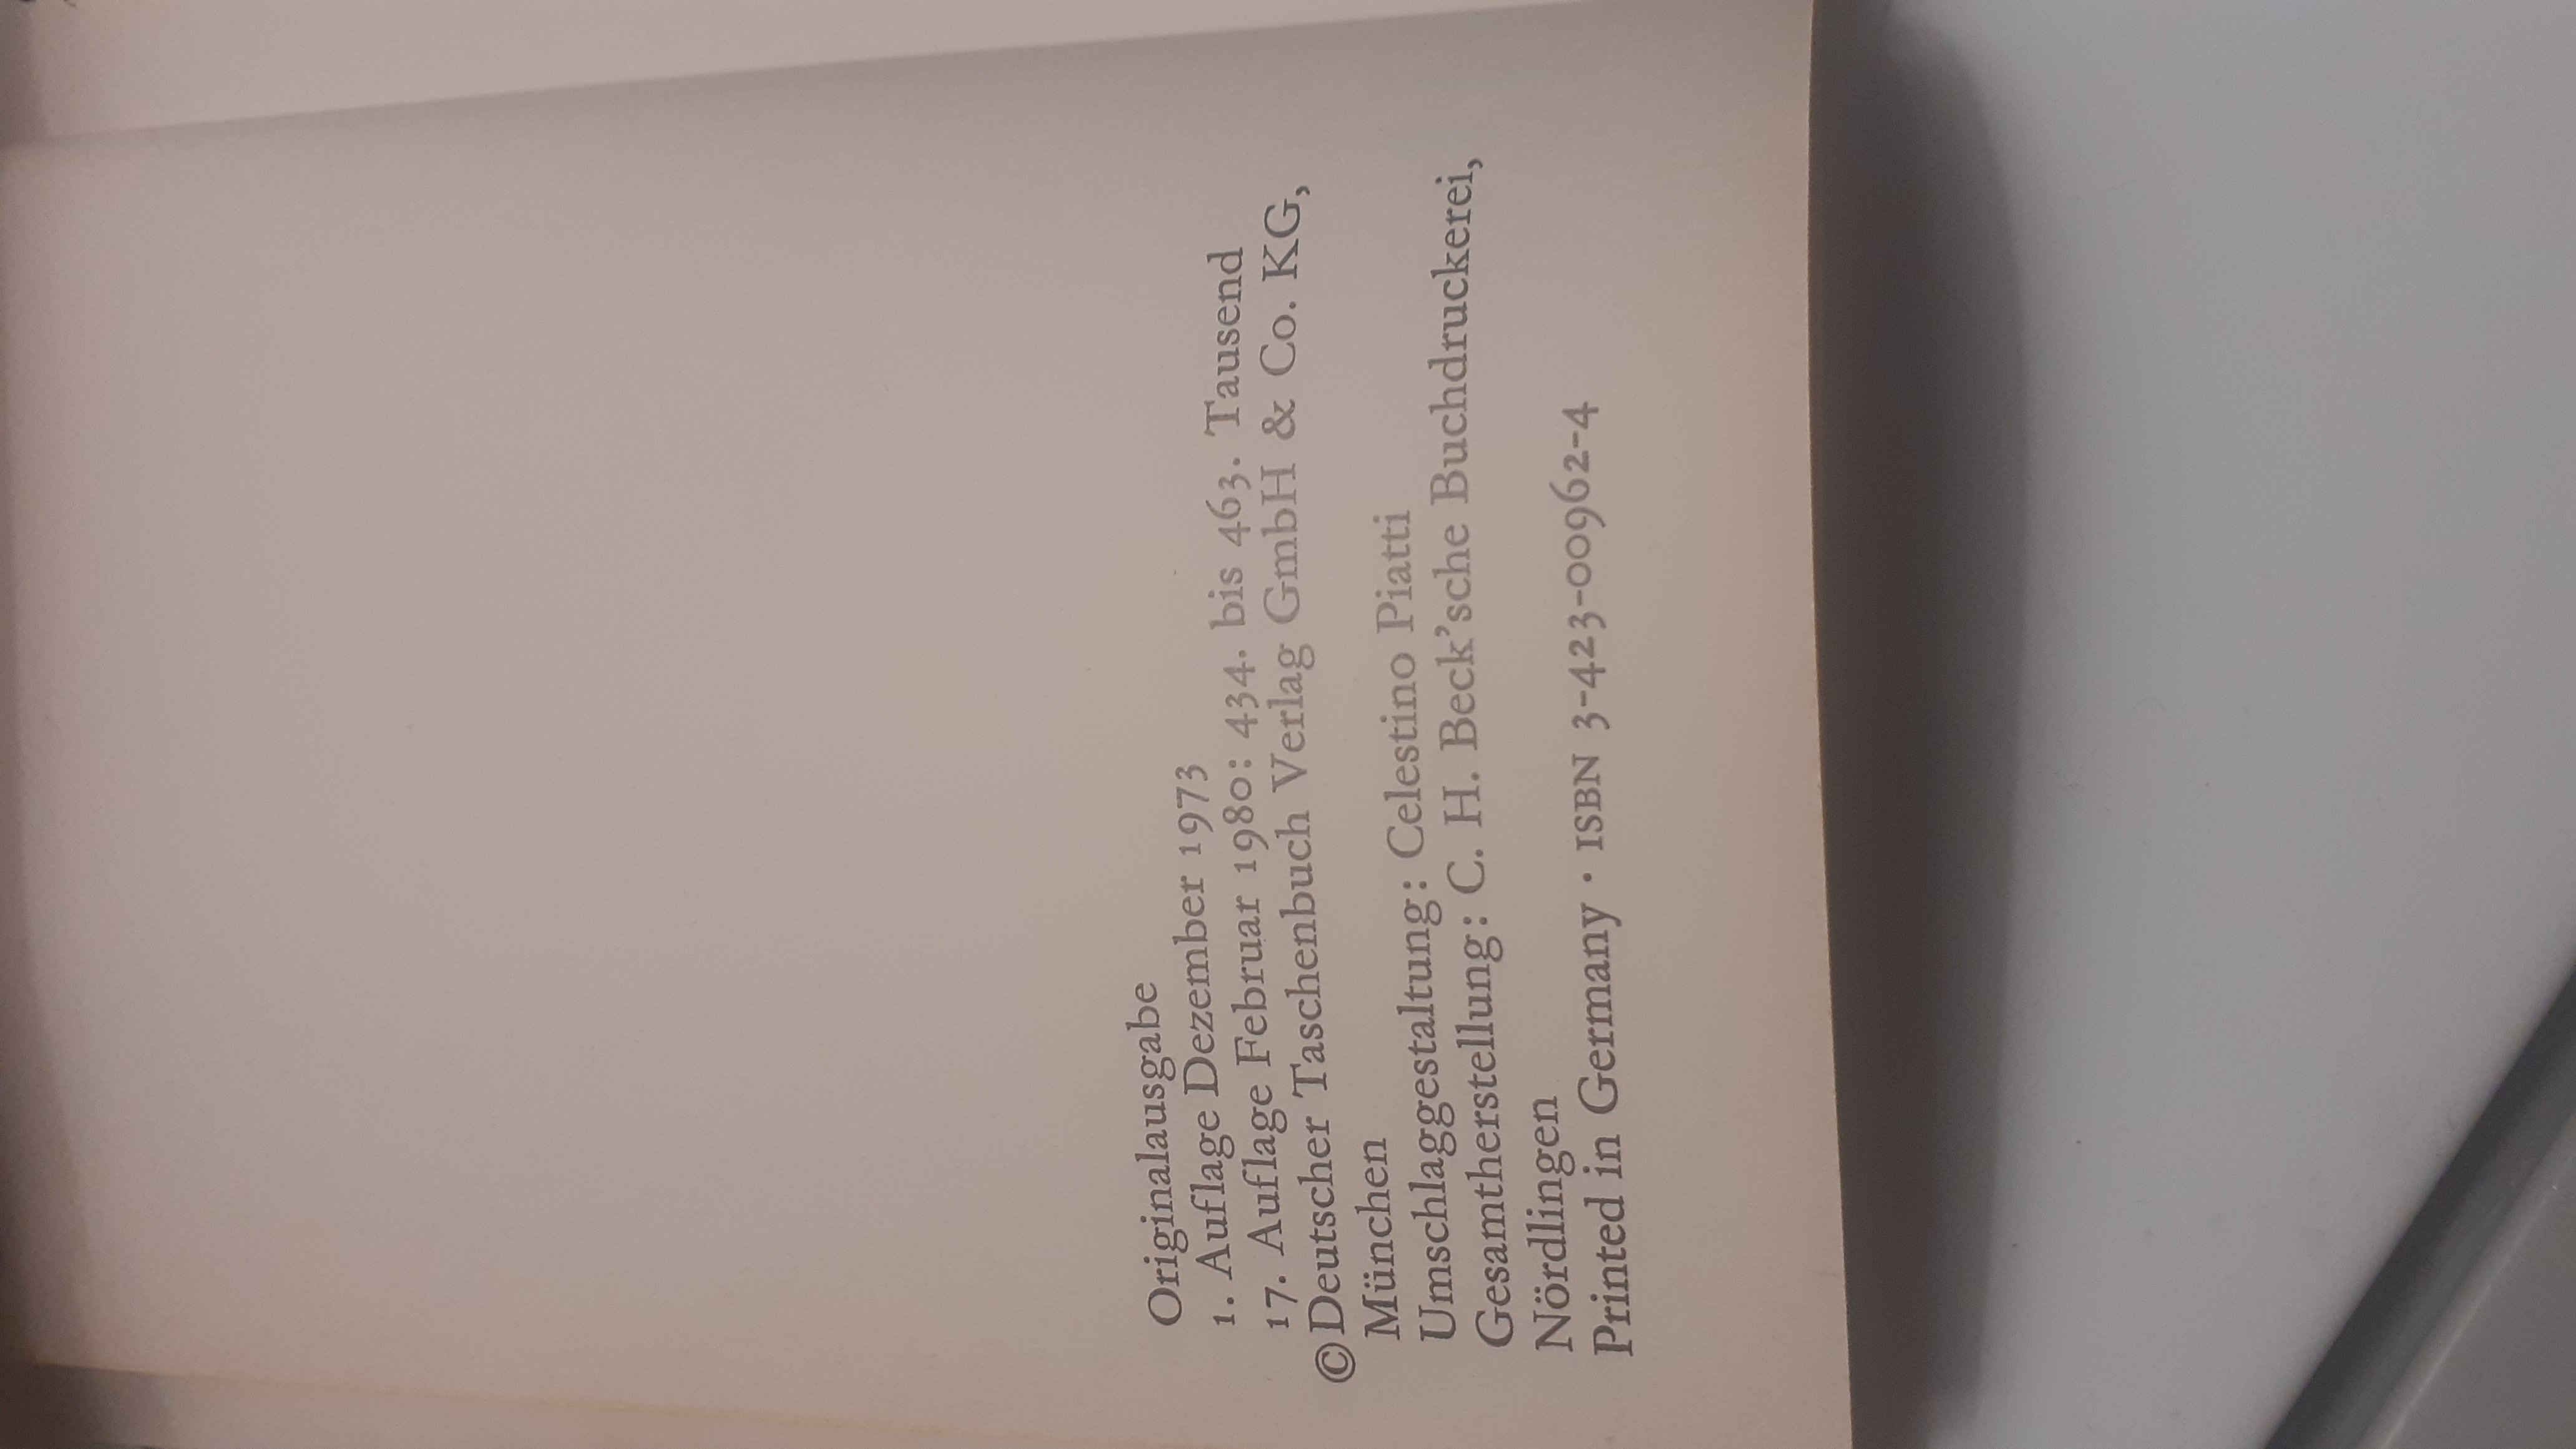 Originalausgabe
1. Auflage Dezember 1973
17. Auflage Februar 1980: 434. bis 463. Tausend
© Deutscher Taschenbuch Verlag GmbH & Co. KG,
München
Umschlaggestaltung: Celestino Piatti
Gesamtherstellung: C. H. Beck'sche Buchdruckerei,
Nördlingen
Printed in Germany · ISBN 3-423-00962-4